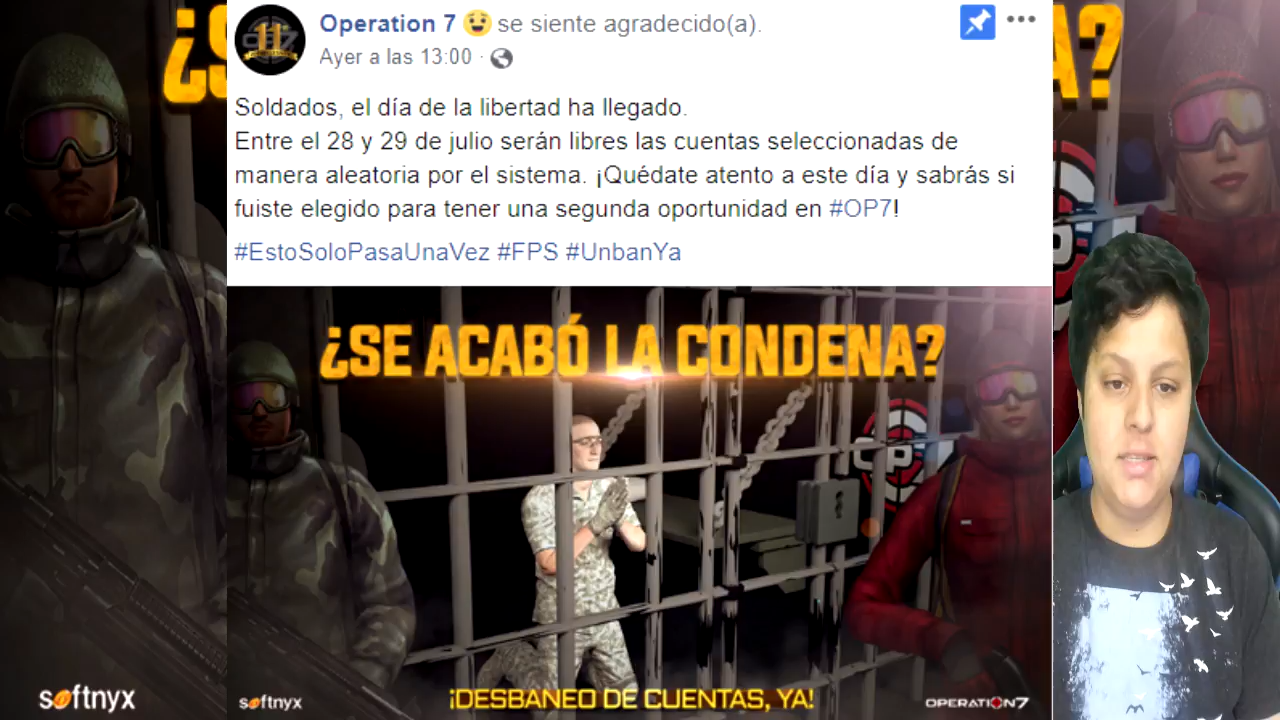 Operation 7 se siente agradecido(a).
Ayer a las 13:00 ·
Soldados, el día de la libertad ha llegado.
Entre el 28 y 29 de julio serán libres las cuentas seleccionadas de
manera aleatoria por el sistema. ¡Quédate atento a este día y sabrás si
fuiste elegido para tener una segunda oportunidad en #OP7!
#EstoSoloPasaUnaVez #FPS #UnbanYa
¿SE ACABÓ LA CONDENA?
¡DESBANEO DE CUENTAS, YA!
softnyx
softnyx
OPERATION7
¿S
A?